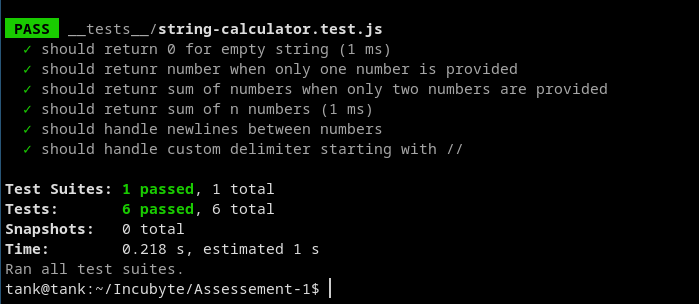 PASS __tests__/string-calculator.test.js
✓ should return 0 for empty string (1 ms)
✓ should retunr number when only one number is provided
✓ should retunr sum of numbers when only two numbers are provided
✓ should retunr sum of n numbers (1 ms)
✓ should handle newlines between numbers
✓ should handle custom delimiter starting with //
Test Suites: 1 passed, 1 total
Tests: 6 passed, 6 total
Snapshots: 0 total
Time: 0.218 s, estimated 1 s
Ran all test suites.
tank@tank:~/Incubyte/Assessement-1$